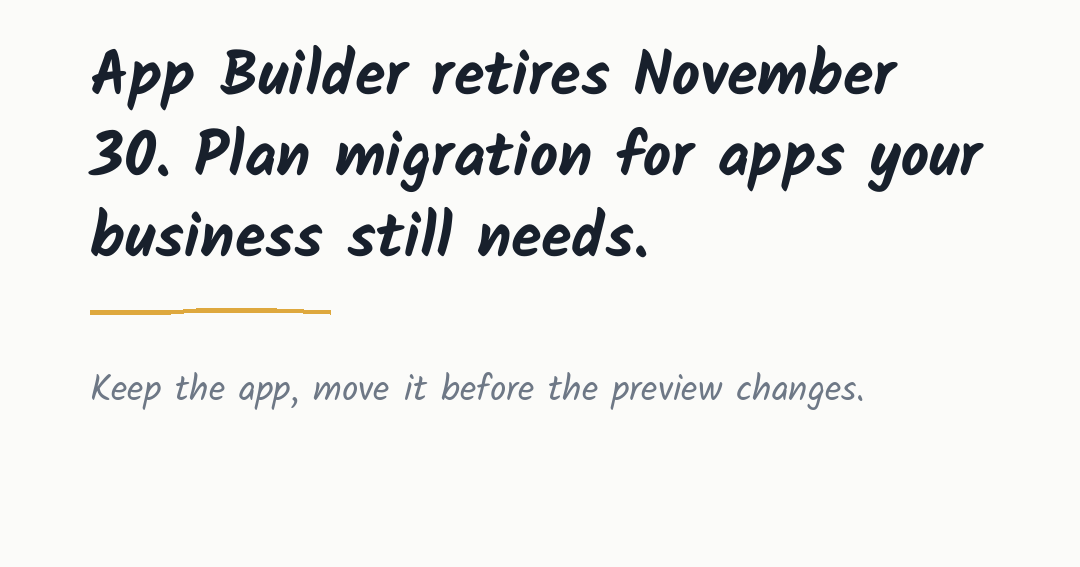 App Builder retires November
30. Plan migration for apps your
business still needs.
Keep the app, move it before the preview changes.